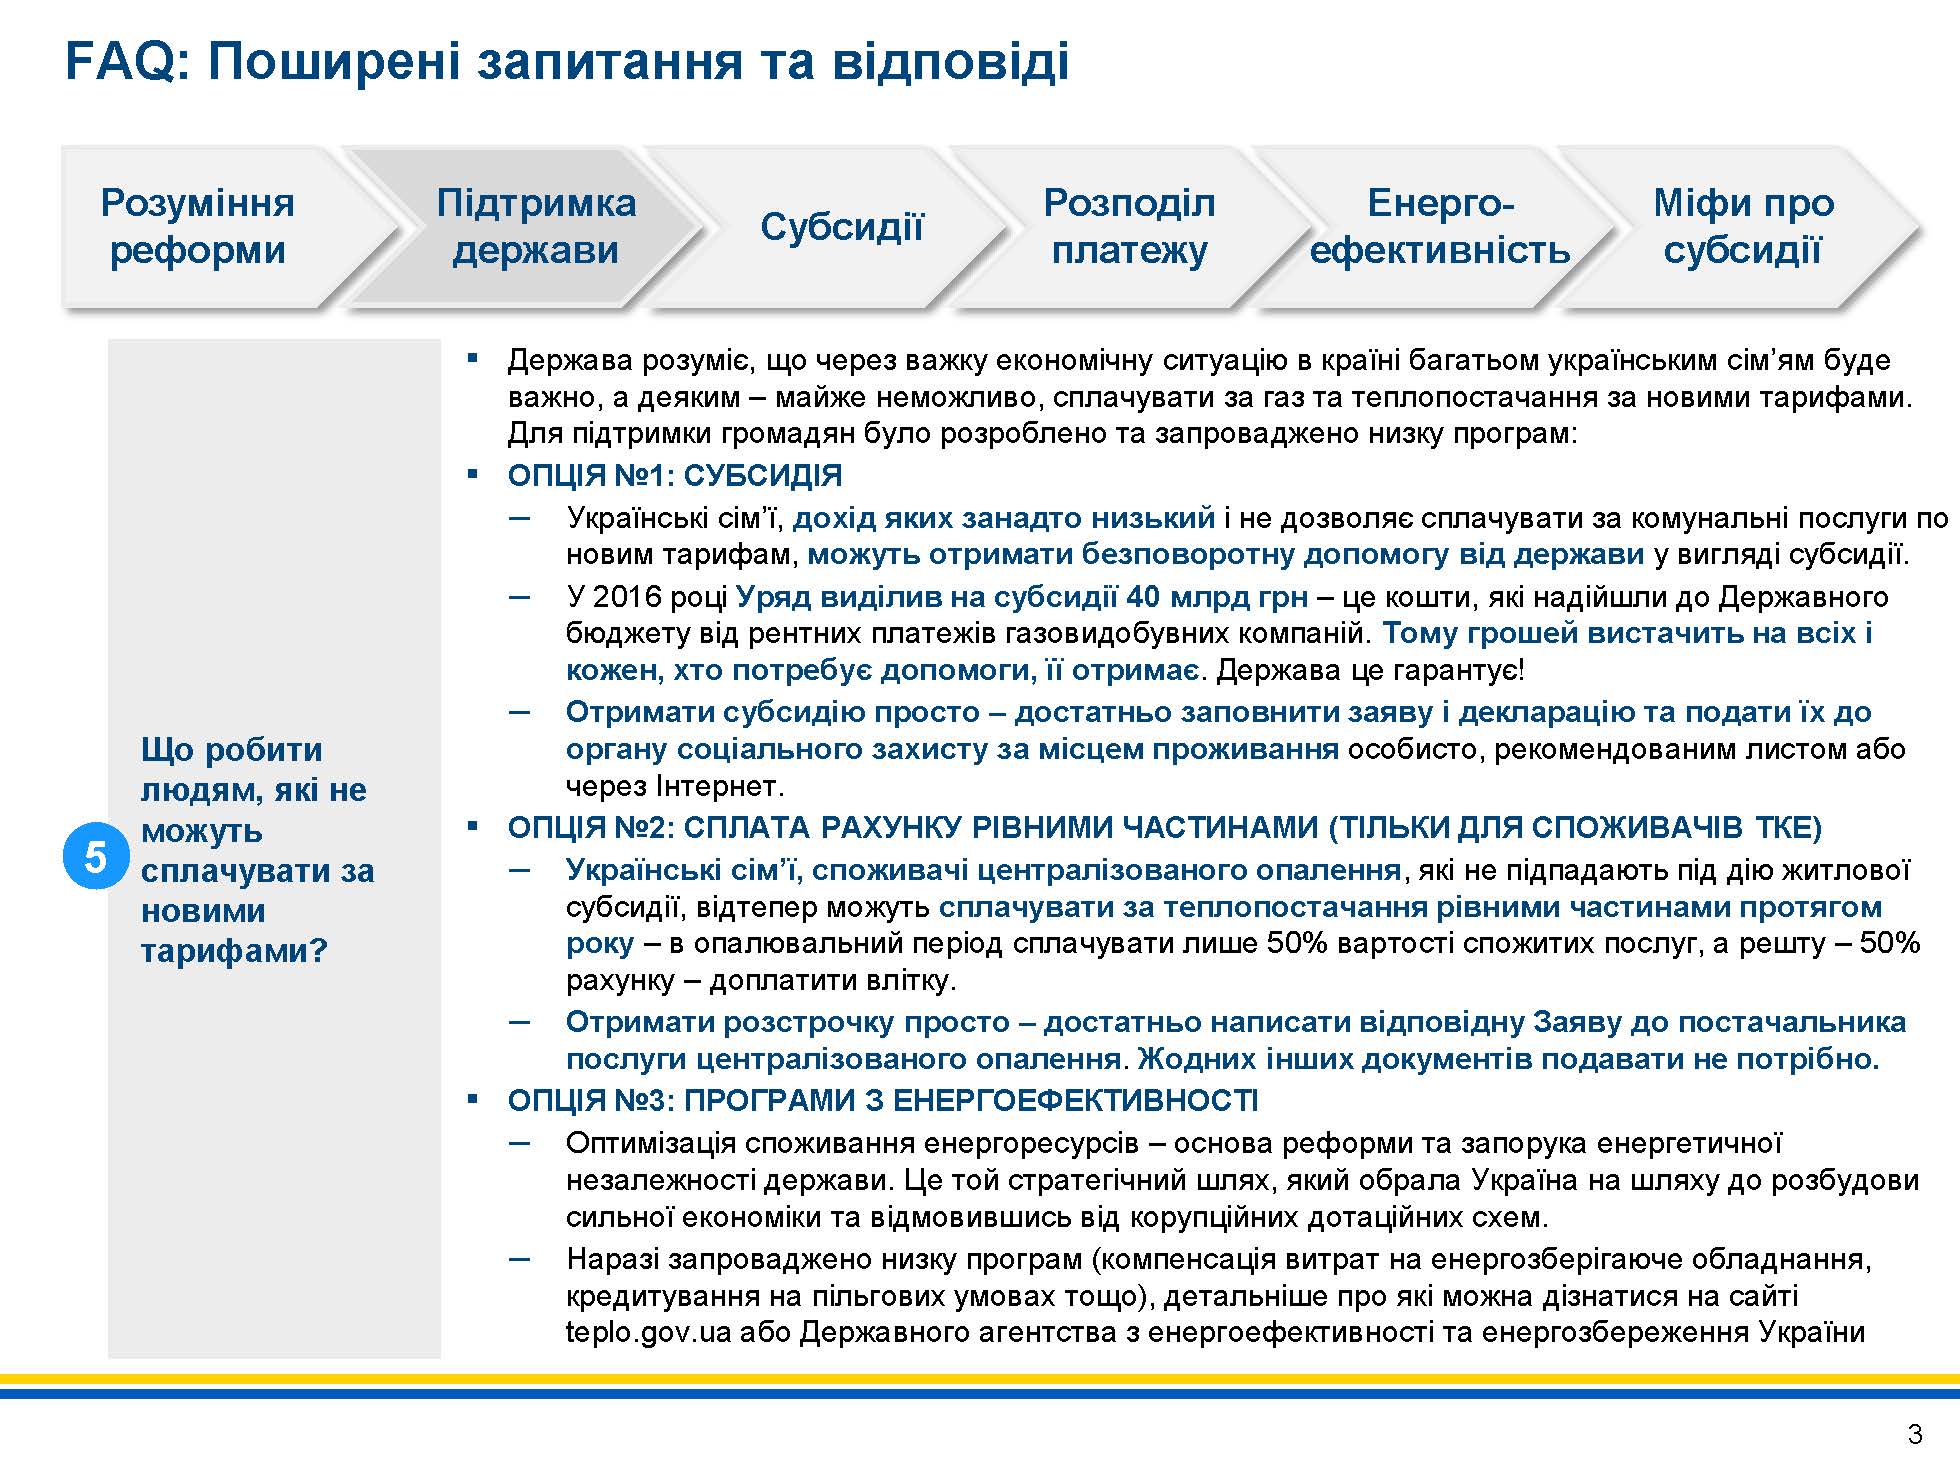 FAQ: Поширені запитання та відповіді
Розуміння
реформи
Підтримка
держави
Субсидії
Розподіл
платежу
Енерго-
ефективність
Міфи про
субсидії
5
Що робити
людям, які не
можуть
сплачувати за
новими
тарифами?
▪ Держава розуміє, що через важку економічну ситуацію в країні багатьом українським сім’ям буде
важно, а деяким – майже неможливо, сплачувати за газ та теплопостачання за новими тарифами.
Для підтримки громадян було розроблено та запроваджено низку програм:
▪ ОПЦІЯ №1: СУБСИДІЯ
– Українські сім’ї, дохід яких занадто низький і не дозволяє сплачувати за комунальні послуги по
новим тарифам, можуть отримати безповоротну допомогу від держави у вигляді субсидії.
– У 2016 році Уряд виділив на субсидії 40 млрд грн – це кошти, які надійшли до Державного
бюджету від рентних платежів газовидобувних компаній. Тому грошей вистачить на всіх і
кожен, хто потребує допомоги, її отримає. Держава це гарантує!
– Отримати субсидію просто – достатньо заповнити заяву і декларацію та подати їх до
органу соціального захисту за місцем проживання особисто, рекомендованим листом або
через Інтернет.
▪ ОПЦІЯ №2: СПЛАТА РАХУНКУ РІВНИМИ ЧАСТИНАМИ (ТІЛЬКИ ДЛЯ СПОЖИВАЧІВ ТКЕ)
– Українські сім’ї, споживачі централізованого опалення, які не підпадають під дію житлової
субсидії, відтепер можуть сплачувати за теплопостачання рівними частинами протягом
року – в опалювальний період сплачувати лише 50% вартості спожитих послуг, а решту – 50%
рахунку – доплатити влітку.
– Отримати розстрочку просто – достатньо написати відповідну Заяву до постачальника
послуги централізованого опалення. Жодних інших документів подавати не потрібно.
▪ ОПЦІЯ №3: ПРОГРАМИ З ЕНЕРГОЕФЕКТИВНОСТІ
– Оптимізація споживання енергоресурсів – основа реформи та запорука енергетичної
незалежності держави. Це той стратегічний шлях, який обрала Україна на шляху до розбудови
сильної економіки та відмовившись від корупційних дотаційних схем.
– Наразі запроваджено низку програм (компенсація витрат на енергозберігаюче обладнання,
кредитування на пільгових умовах тощо), детальніше про які можна дізнатися на сайті
teplo.gov.ua або Державного агентства з енергоефективності та енергозбереження України
3